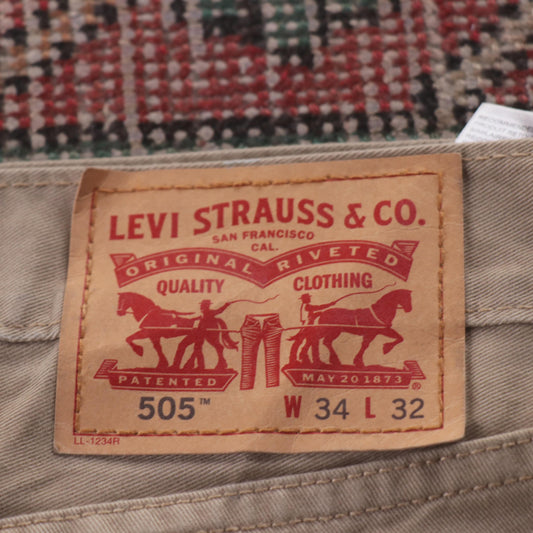 LEVI STRAUSS & CO.
SAN FRANCISCO
CAL.
ORIGINAL RIVETED
QUALITY CLOTHING
PATENTED MAY 20 1873 ®
505™ W 34 L 32
LL-1234R
RECOMMENDED